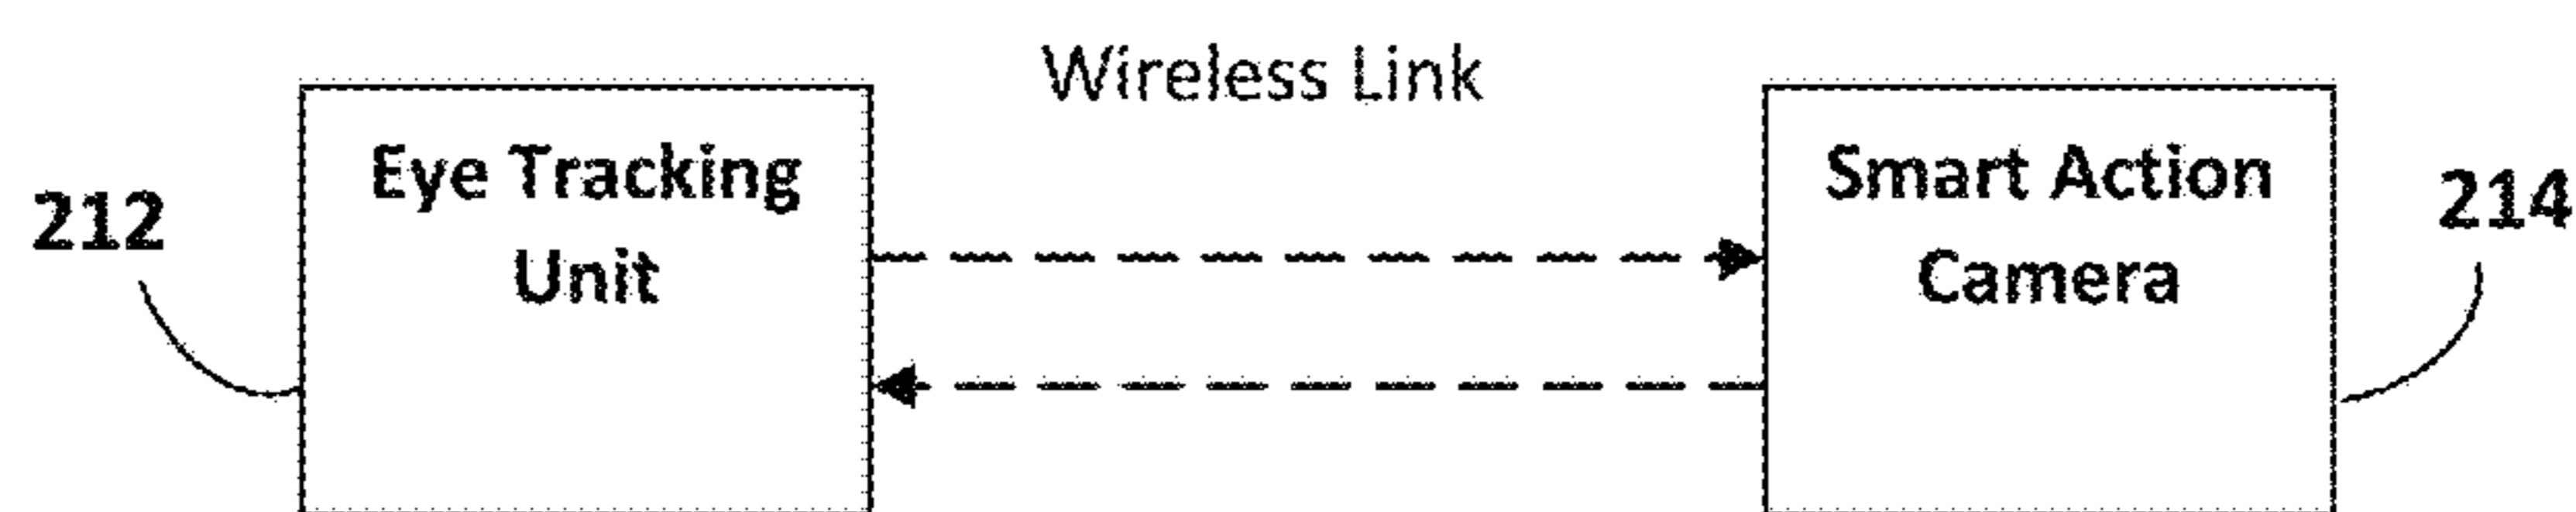 Wireless Link
Eye Tracking
Unit
Smart Action
Camera
212
214